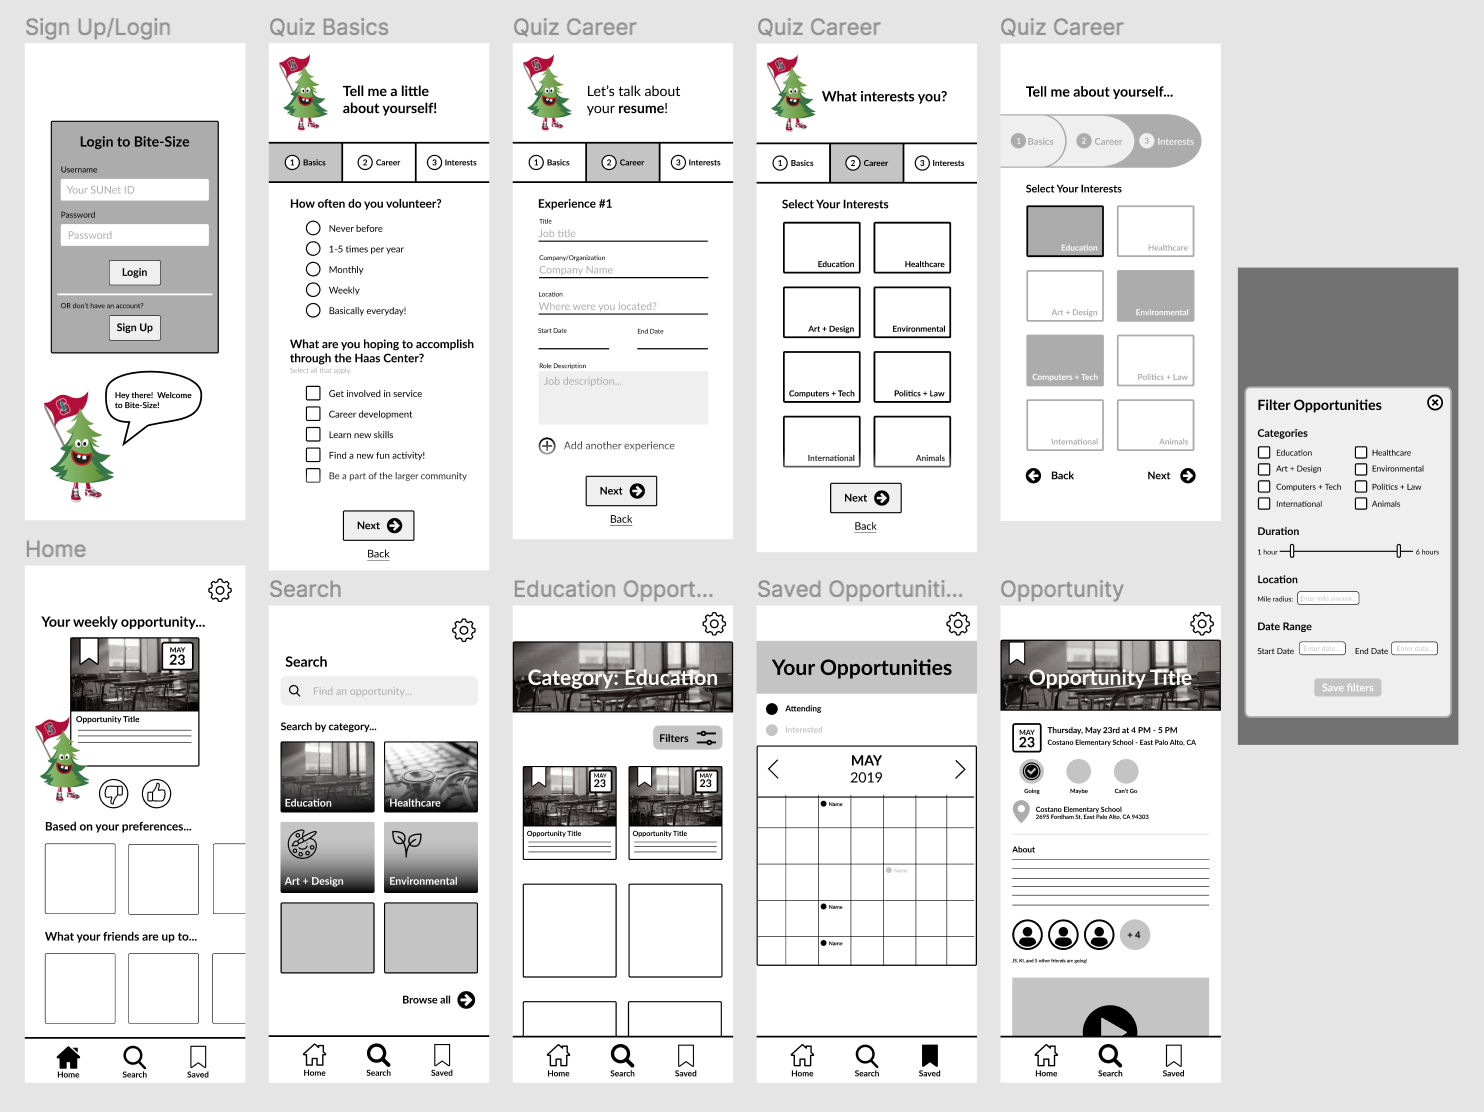 Sign Up/Login
Login to Bite-Size
Username
Your SUNet ID
Password
Password
Login
OR don't have an account?
Sign Up
Hey there! Welcome
to Bite-Size!
Quiz Basics
Tell me a little
about yourself!
1 Basics
2 Career
3 Interests
How often do you volunteer?
Never before
1-5 times per year
Monthly
Weekly
Basically everyday!
What are you hoping to accomplish
through the Haas Center?
Select all that apply.
Get involved in service
Career development
Learn new skills
Find a new fun activity!
Be a part of the larger community
Next
Back
Quiz Career
Let's talk about
your resume!
1 Basics
2 Career
3 Interests
Experience #1
Title
Job title
Company/Organization
Company Name
Location
Where were you located?
Start Date
End Date
Role Description
Job description...
Add another experience
Next
Back
Quiz Career
What interests you?
1 Basics
2 Career
3 Interests
Select Your Interests
Education
Healthcare
Art + Design
Environmental
Computers + Tech
Politics + Law
International
Animals
Next
Back
Quiz Career
Tell me about yourself...
1 Basics
2 Career
3 Interests
Select Your Interests
Education
Healthcare
Art + Design
Environmental
Computers + Tech
Politics + Law
International
Animals
Back
Next
Filter Opportunities
Categories
Education
Healthcare
Art + Design
Environmental
Computers + Tech
Politics + Law
International
Animals
Duration
1 hour
6 hours
Location
Mile radius:
Enter mile amount...
Date Range
Start Date
Enter date...
End Date
Enter date...
Save filters
Home
Your weekly opportunity...
MAY
23
Opportunity Title
Based on your preferences...
What your friends are up to...
Home
Search
Saved
Search
Search
Find an opportunity...
Search by category...
Education
Healthcare
Art + Design
Environmental
Browse all
Home
Search
Saved
Education Opport...
Category: Education
Filters
MAY
23
Opportunity Title
MAY
23
Opportunity Title
Home
Search
Saved
Saved Opportuniti...
Your Opportunities
Attending
Interested
MAY
2019
Name
Name
Name
Name
Home
Search
Saved
Opportunity
Opportunity Title
MAY
23
Thursday, May 23rd at 4 PM - 5 PM
Costano Elementary School - East Palo Alto, CA
Going
Maybe
Can't Go
Costano Elementary School
2695 Fordham St, East Palo Alto, CA 94303
About
+ 4
JS, KI, and 5 other friends are going!
Home
Search
Saved